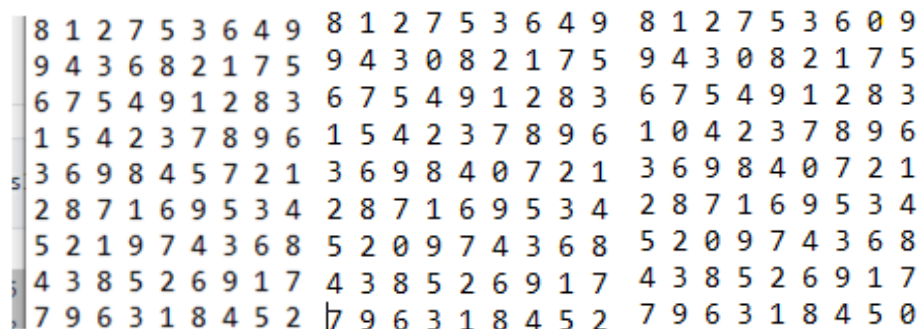 8 1 2 7 5 3 6 4 9
9 4 3 6 8 2 1 7 5
6 7 5 4 9 1 2 8 3
1 5 4 2 3 7 8 9 6
3 6 9 8 4 5 7 2 1
2 8 7 1 6 9 5 3 4
5 2 1 9 7 4 3 6 8
4 3 8 5 2 6 9 1 7
7 9 6 3 1 8 4 5 2
8 1 2 7 5 3 6 4 9
9 4 3 0 8 2 1 7 5
6 7 5 4 9 1 2 8 3
1 5 4 2 3 7 8 9 6
3 6 9 8 4 0 7 2 1
2 8 7 1 6 9 5 3 4
5 2 0 9 7 4 3 6 8
4 3 8 5 2 6 9 1 7
7 9 6 3 1 8 4 5 2
8 1 2 7 5 3 6 0 9
9 4 3 0 8 2 1 7 5
6 7 5 4 9 1 2 8 3
1 0 4 2 3 7 8 9 6
3 6 9 8 4 0 7 2 1
2 8 7 1 6 9 5 3 4
5 2 0 9 7 4 3 6 8
4 3 8 5 2 6 9 1 7
7 9 6 3 1 8 4 5 0